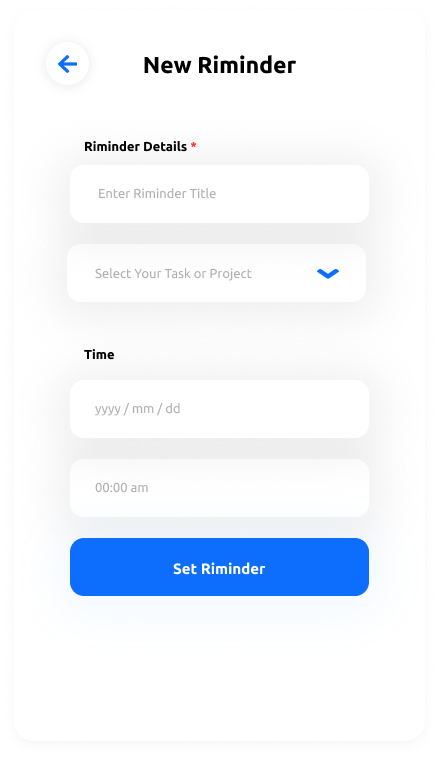 New Riminder
Riminder Details *
Enter Riminder Title
Select Your Task or Project
Time
yyyy / mm / dd
00:00 am
Set Riminder